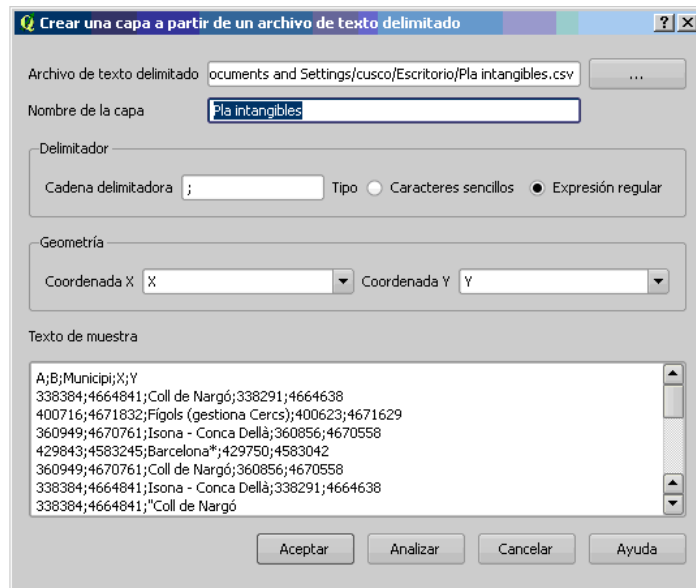 Crear una capa a partir de un archivo de texto delimitado
Archivo de texto delimitado ocuments and Settings/cusco/Escritorio/Pla intangibles.csv ...
Nombre de la capa Pla intangibles
Delimitador
Cadena delimitadora ; Tipo Caracteres sencillos Expresión regular
Geometría
Coordenada X X Coordenada Y Y
Texto de muestra
A;B;Municipi;X;Y
338384;4664841;Coll de Nargó;338291;4664638
400716;4671832;Fígols (gestiona Cercs);400623;4671629
360949;4670761;Isona - Conca Dellà;360856;4670558
429843;4583245;Barcelona*;429750;4583042
360949;4670761;Coll de Nargó;360856;4670558
338384;4664841;Isona - Conca Dellà;338291;4664638
338384;4664841;"Coll de Nargó
Aceptar Analizar Cancelar Ayuda